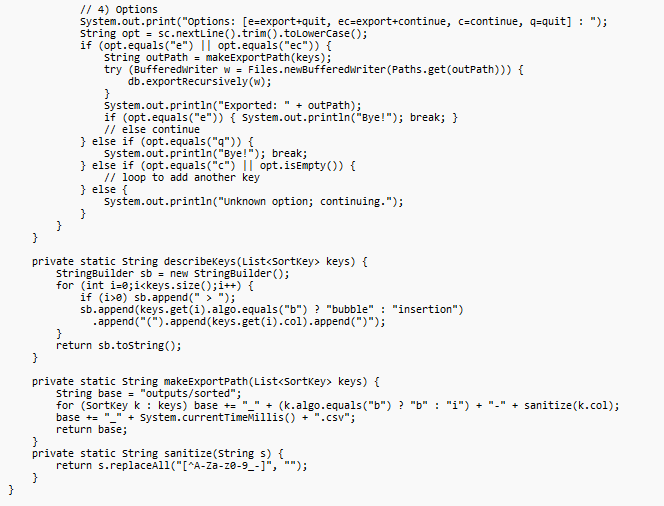 // 4) Options
System.out.print("Options: [e=export+quit, ec=export+continue, c=continue, q=quit] : ");
String opt = sc.nextLine().trim().toLowerCase();
if (opt.equals("e") || opt.equals("ec")) {
String outPath = makeExportPath(keys);
try (BufferedWriter w = Files.newBufferedWriter(Paths.get(outPath))) {
db.exportRecursively(w);
}
System.out.println("Exported: " + outPath);
if (opt.equals("e")) { System.out.println("Bye!"); break; }
// else continue
} else if (opt.equals("q")) {
System.out.println("Bye!"); break;
} else if (opt.equals("c") || opt.isEmpty()) {
// loop to add another key
} else {
System.out.println("Unknown option; continuing.");
}
}
}
private static String describeKeys(List<SortKey> keys) {
StringBuilder sb = new StringBuilder();
for (int i=0;i<keys.size();i++) {
if (i>0) sb.append(" > ");
sb.append(keys.get(i).algo.equals("b") ? "bubble" : "insertion")
.append("(").append(keys.get(i).col).append(")");
}
return sb.toString();
}
private static String makeExportPath(List<SortKey> keys) {
String base = "outputs/sorted";
for (SortKey k : keys) base += "_" + (k.algo.equals("b") ? "b" : "i") + "-" + sanitize(k.col);
base += "_" + System.currentTimeMillis() + ".csv";
return base;
}
private static String sanitize(String s) {
return s.replaceAll("[^A-Za-z0-9_-]", "");
}
}